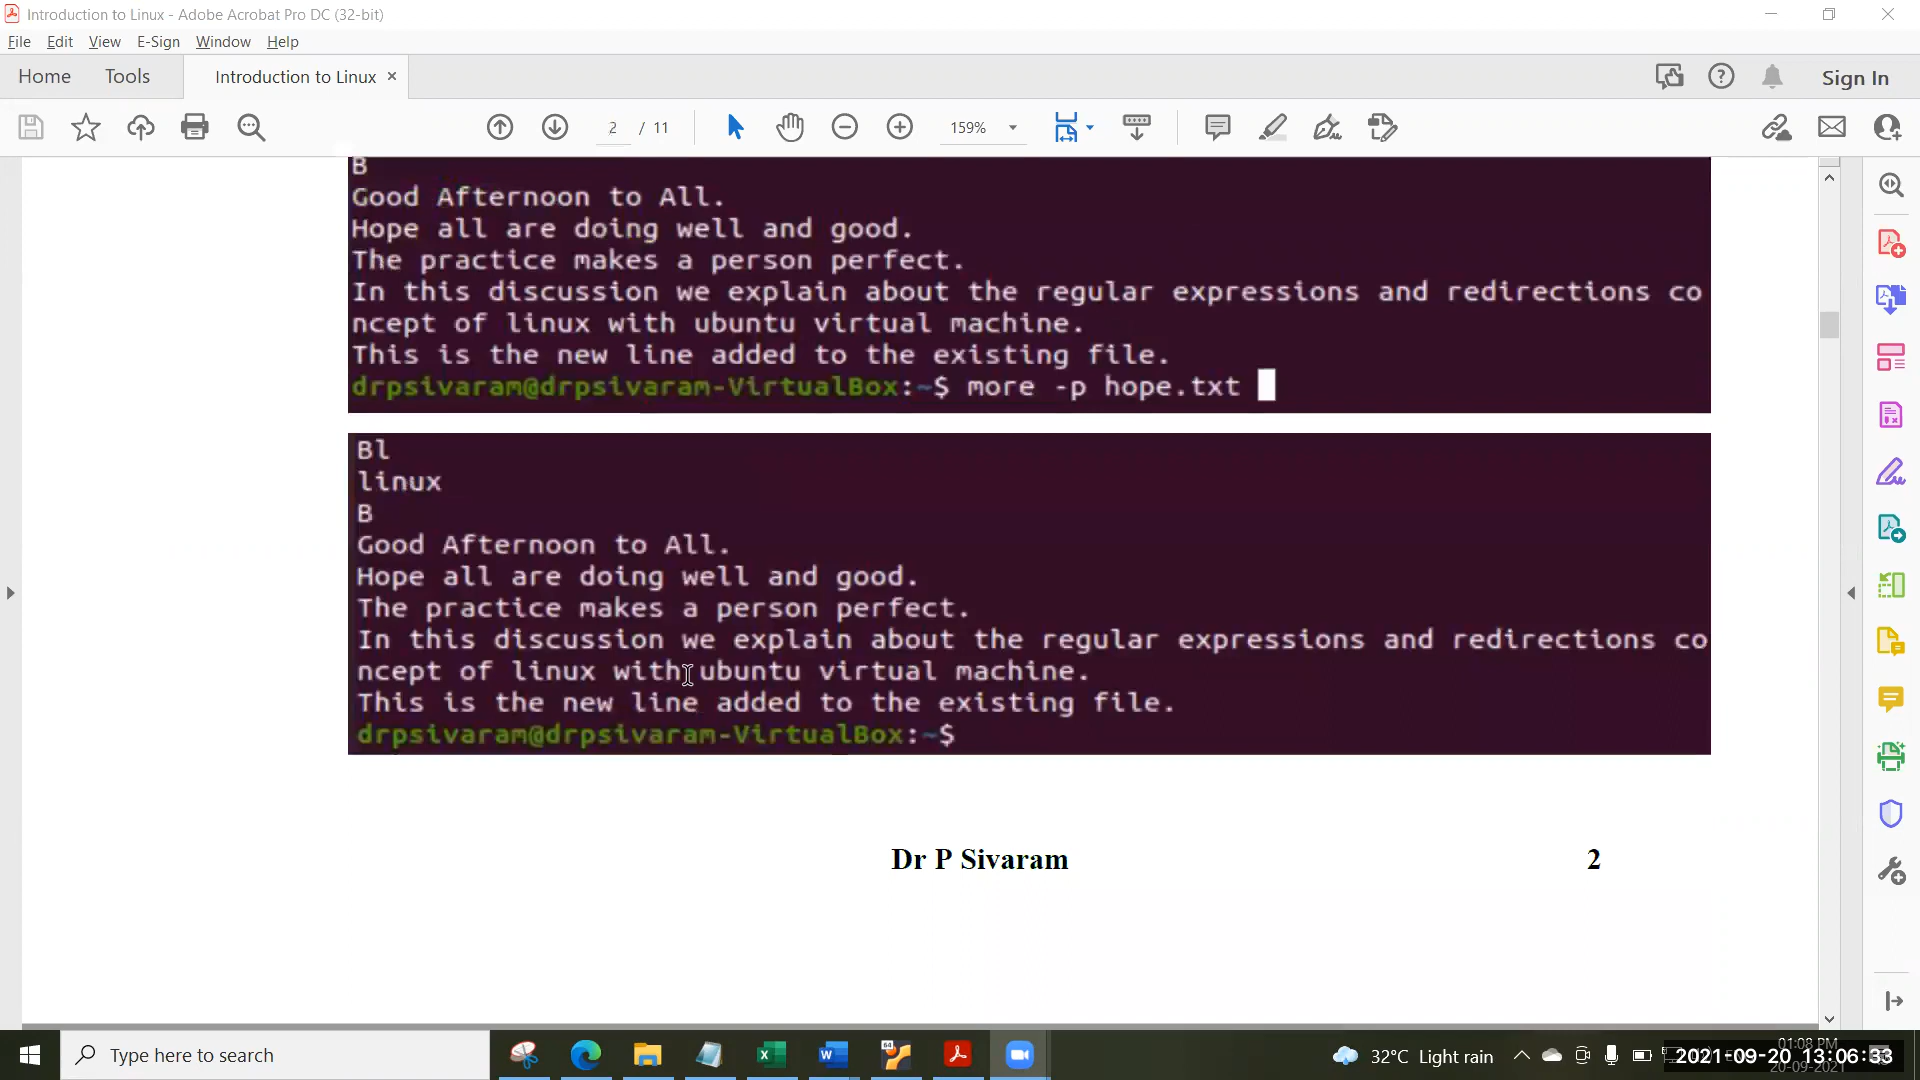 Introduction to Linux - Adobe Acrobat Pro DC (32-bit)
File Edit View E-Sign Window Help
Home Tools Introduction to Linux × Sign In
2 / 11 159%
B
Good Afternoon to All.
Hope all are doing well and good.
The practice makes a person perfect.
In this discussion we explain about the regular expressions and redirections co
ncept of linux with ubuntu virtual machine.
This is the new line added to the existing file.
drpsivaram@drpsivaram-VirtualBox:~$ more -p hope.txt
Bl
linux
B
Good Afternoon to All.
Hope all are doing well and good.
The practice makes a person perfect.
In this discussion we explain about the regular expressions and redirections co
ncept of linux with ubuntu virtual machine.
This is the new line added to the existing file.
drpsivaram@drpsivaram-VirtualBox:~$
Dr P Sivaram 2
Type here to search
64
32°C Light rain
01:08 PM
2021-09-20 13:06:33
20-09-2021